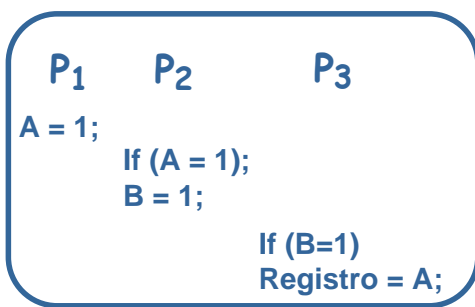 P₁ P₂ P₃
A = 1;
If (A = 1);
B = 1;
If (B=1)
Registro = A;